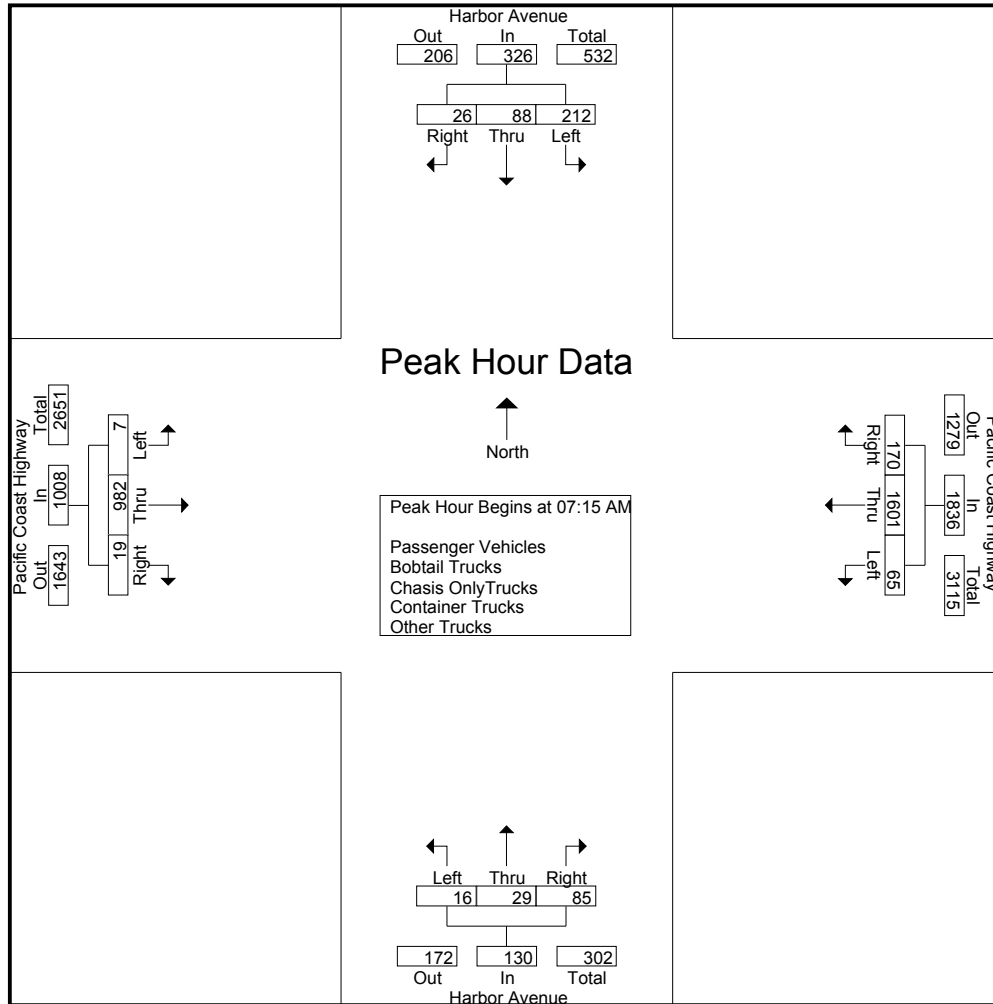 Harbor Avenue
Out In Total
206 326 532
26 88 212
Right Thru Left
Peak Hour Data
North
Peak Hour Begins at 07:15 AM
Passenger Vehicles
Bobtail Trucks
Chasis OnlyTrucks
Container Trucks
Other Trucks
Pacific Coast Highway
Out In Total
1643 1008 2651
Left Thru Right
7 982 19
Pacific Coast Highway
Out In Total
1279 1836 3115
170 1601 65
Right Thru Left
Left Thru Right
16 29 85
172 130 302
Out In Total
Harbor Avenue